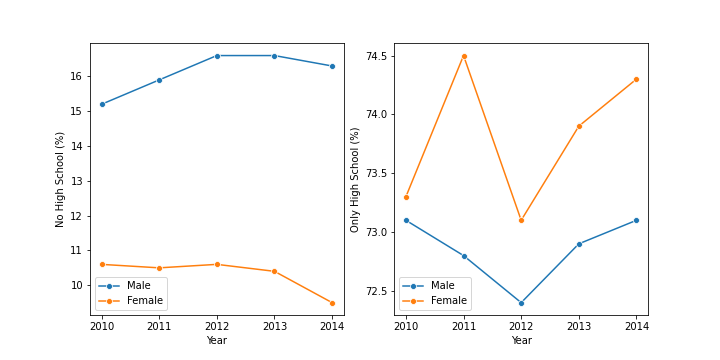 16
15
14
13
12
11
10
No High School (%)
Male
Female
2010 2011 2012 2013 2014
Year
74.5
74.0
73.5
73.0
72.5
Only High School (%)
Male
Female
2010 2011 2012 2013 2014
Year